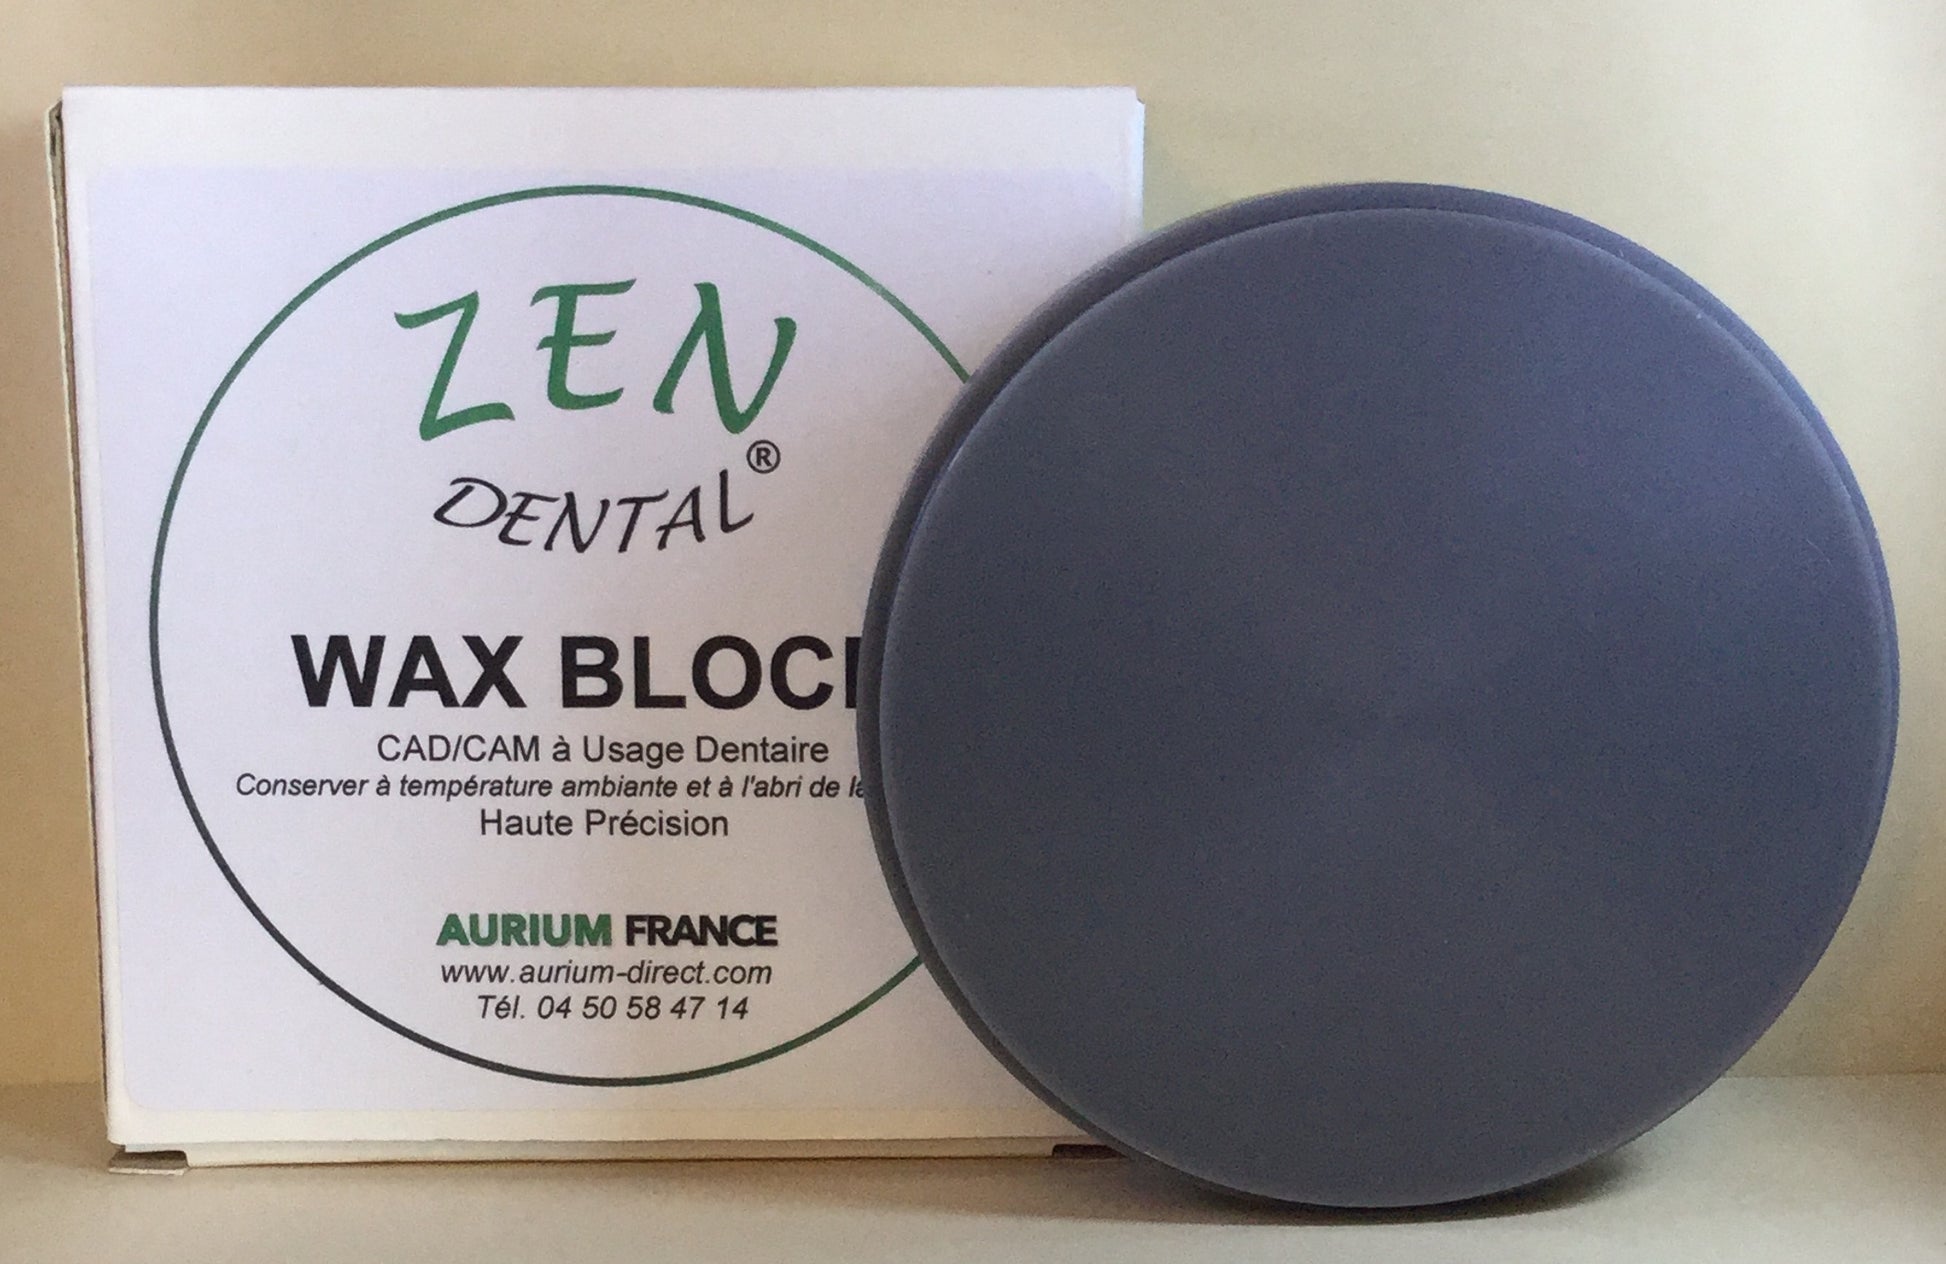 ZEN
DENTAL®
WAX BLOC
CAD/CAM à Usage Dentaire
Conserver à température ambiante et à l'abri de
Haute Précision
AURIUM FRANCE
www.aurium-direct.com
Tél. 04 50 58 47 14